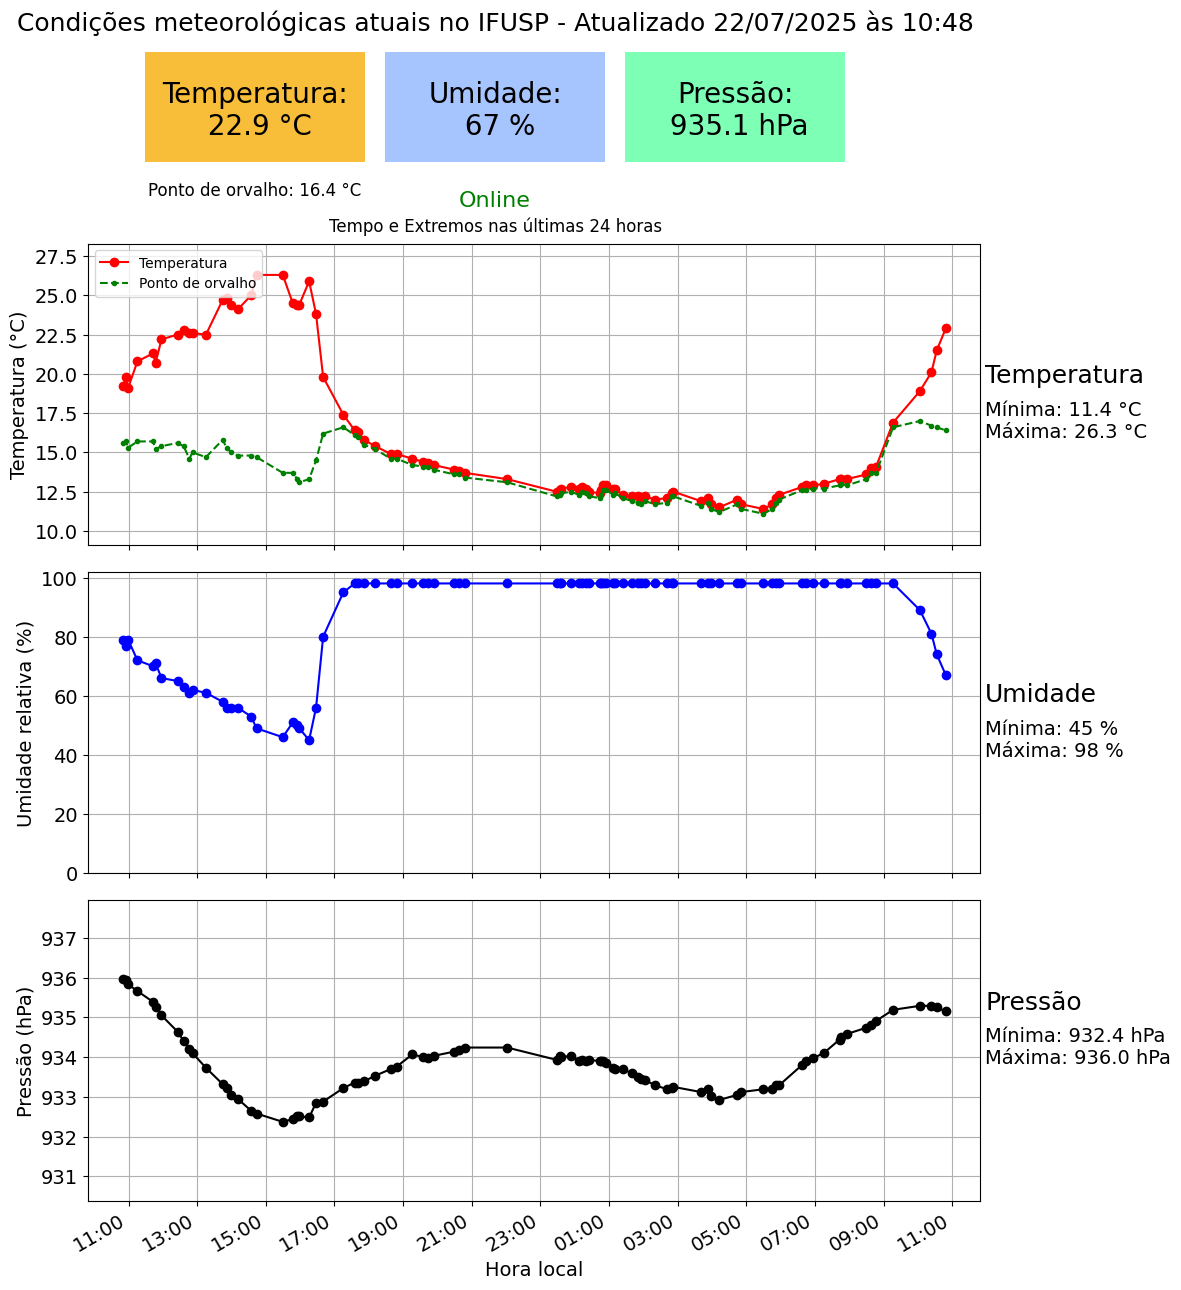 Condições meteorológicas atuais no IFUSP - Atualizado 22/07/2025 às 10:48
Temperatura:
22.9 °C
Umidade:
67 %
Pressão:
935.1 hPa
Ponto de orvalho: 16.4 °C
Online
Tempo e Extremos nas últimas 24 horas
Temperatura
Ponto de orvalho
Temperatura (°C)
27.5
25.0
22.5
20.0
17.5
15.0
12.5
10.0
Temperatura
Mínima: 11.4 °C
Máxima: 26.3 °C
Umidade relativa (%)
100
80
60
40
20
0
Umidade
Mínima: 45 %
Máxima: 98 %
Pressão (hPa)
937
936
935
934
933
932
931
Pressão
Mínima: 932.4 hPa
Máxima: 936.0 hPa
11:00
13:00
15:00
17:00
19:00
21:00
23:00
01:00
03:00
05:00
07:00
09:00
11:00
Hora local